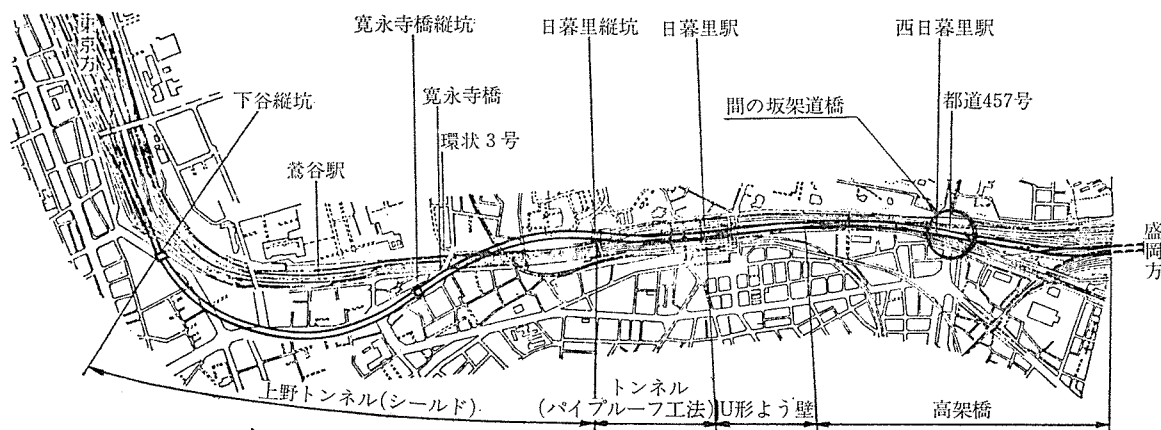 寛永寺橋縦坑
日暮里縦坑
日暮里駅
西日暮里駅
東京方
下谷縦坑
寛永寺橋
間の坂架道橋
都道457号
環状3号
鶯谷駅
盛岡方
上野トンネル(シールド)
トンネル
(パイプルーフ工法)
U形よう壁
高架橋